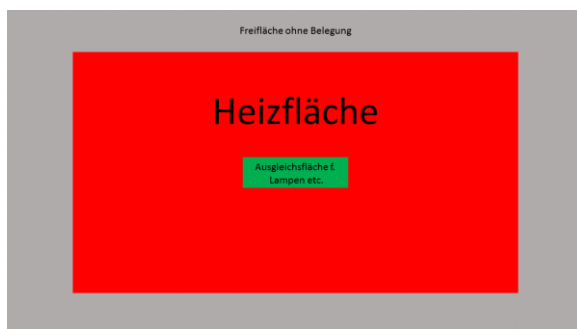 Freifläche ohne Belegung
Heizfläche
Ausgleichsfläche f.
Lampen etc.